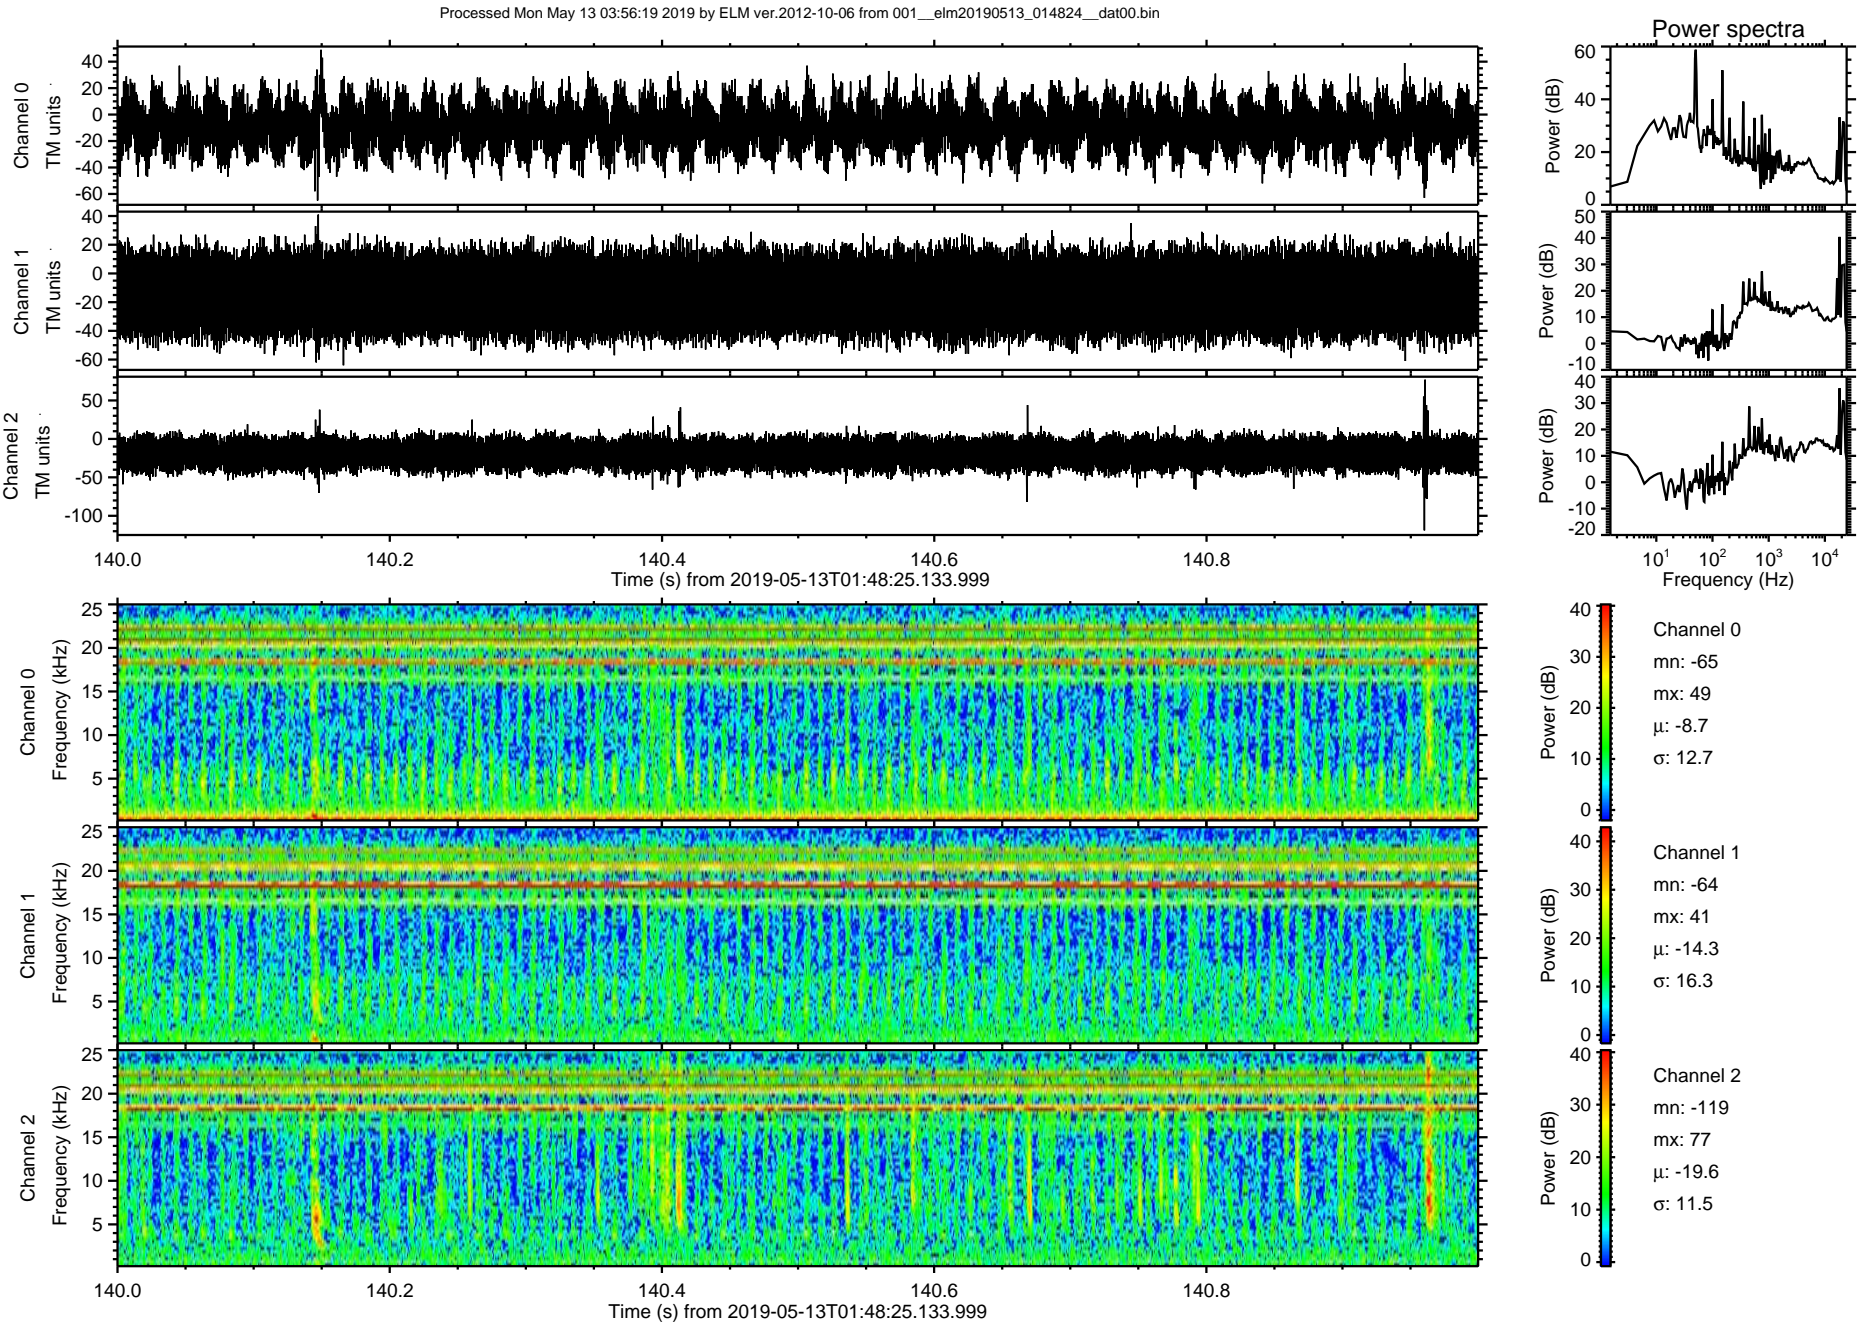 Processed Mon May 13 03:56:19 2019 by ELM ver.2012-10-06 from 001__elm20190513_014824__dat00.bin
Power spectra
Channel 0
TM units
40
20
0
-20
-40
-60
Power (dB)
60
40
20
0
Channel 1
TM units
40
20
0
-20
-40
-60
Power (dB)
50
40
30
20
10
0
-10
Channel 2
TM units
50
0
-50
-100
Power (dB)
40
30
20
10
0
-10
-20
140.0 140.2 140.4 140.6 140.8
Time (s) from 2019-05-13T01:48:25.133.999
10^1 10^2 10^3 10^4
Frequency (Hz)
Channel 0
Frequency (kHz)
25
20
15
10
5
Power (dB)
40
30
20
10
0
Channel 0
mn: -65
mx: 49
μ: -8.7
σ: 12.7
Channel 1
Frequency (kHz)
25
20
15
10
5
Power (dB)
40
30
20
10
0
Channel 1
mn: -64
mx: 41
μ: -14.3
σ: 16.3
Channel 2
Frequency (kHz)
25
20
15
10
5
Power (dB)
40
30
20
10
0
Channel 2
mn: -119
mx: 77
μ: -19.6
σ: 11.5
140.0 140.2 140.4 140.6 140.8
Time (s) from 2019-05-13T01:48:25.133.999